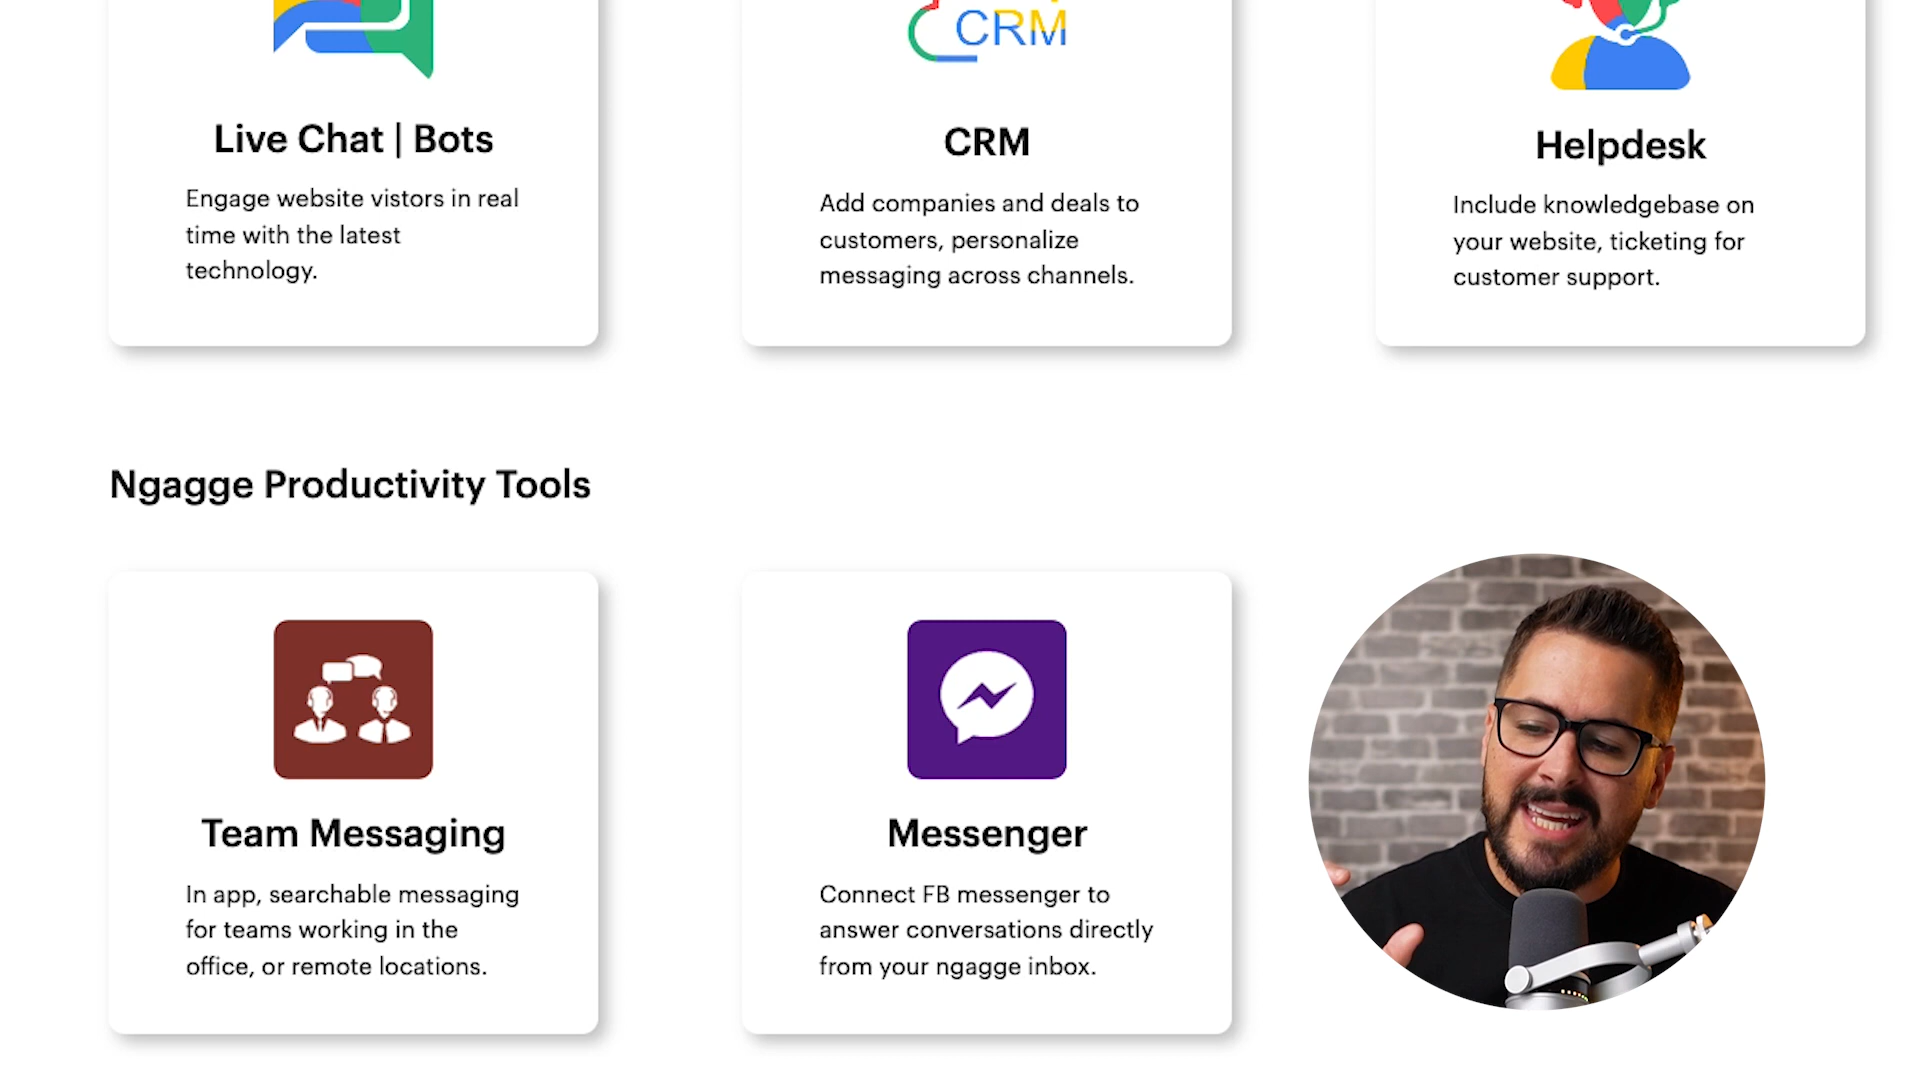 CRM
Live Chat | Bots
Engage website vistors in real
time with the latest
technology.
CRM
Add companies and deals to
customers, personalize
messaging across channels.
Helpdesk
Include knowledgebase on
your website, ticketing for
customer support.
Ngagge Productivity Tools
Team Messaging
In app, searchable messaging
for teams working in the
office, or remote locations.
Messenger
Connect FB messenger to
answer conversations directly
from your ngagge inbox.